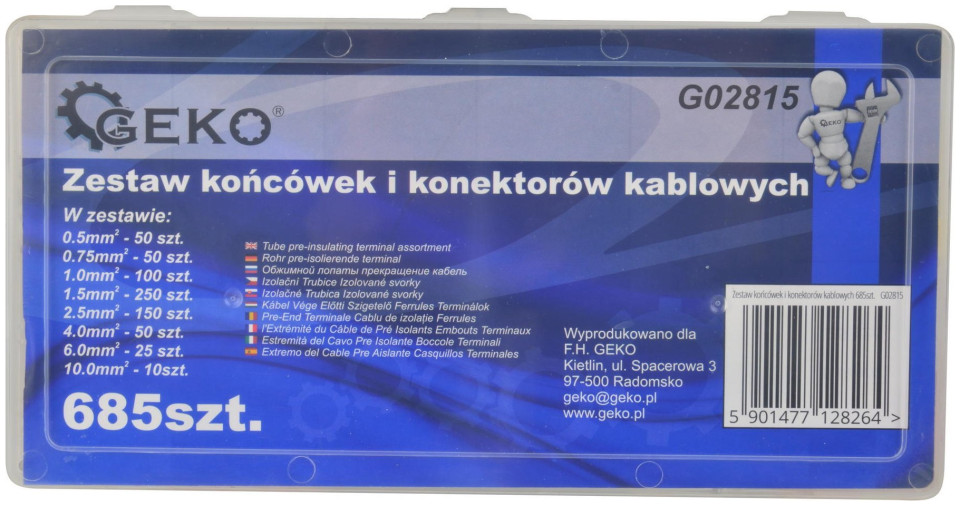 GEKO®
G02815
GEKO
Zestaw końcówek i konektorów kablowych
W zestawie:
0.5mm² - 50 szt.
0.75mm² - 50 szt.
1.0mm² - 100 szt.
1.5mm² - 250 szt.
2.5mm² - 150 szt.
4.0mm² - 50 szt.
6.0mm² - 25 szt.
10.0mm² - 10szt.
685szt.
Tube pre-insulating terminal assortment
Rohr pre-isolierende terminal
Обжимной лопаты прекращение кабель
Izolační Trubice Izolované svorky
Izolačné Trubica Izolované svorky
Kábel Vége Előtti Szigetelő Ferrules Terminálok
Pre-End Terminale Cablu de izolație Ferrules
l'Extrémité du Câble de Pré Isolants Embouts Terminaux
Estremità del Cavo Pre Isolante Boccole Terminali
Extremo del Cable Pre Aislante Casquillos Terminales
Wyprodukowano dla
F.H. GEKO
Kietlin, ul. Spacerowa 3
97-500 Radomsko
geko@geko.pl
www.geko.pl
Zestaw końcówek i konektorów kablowych 685szt. G02815
5 901477 128264 >